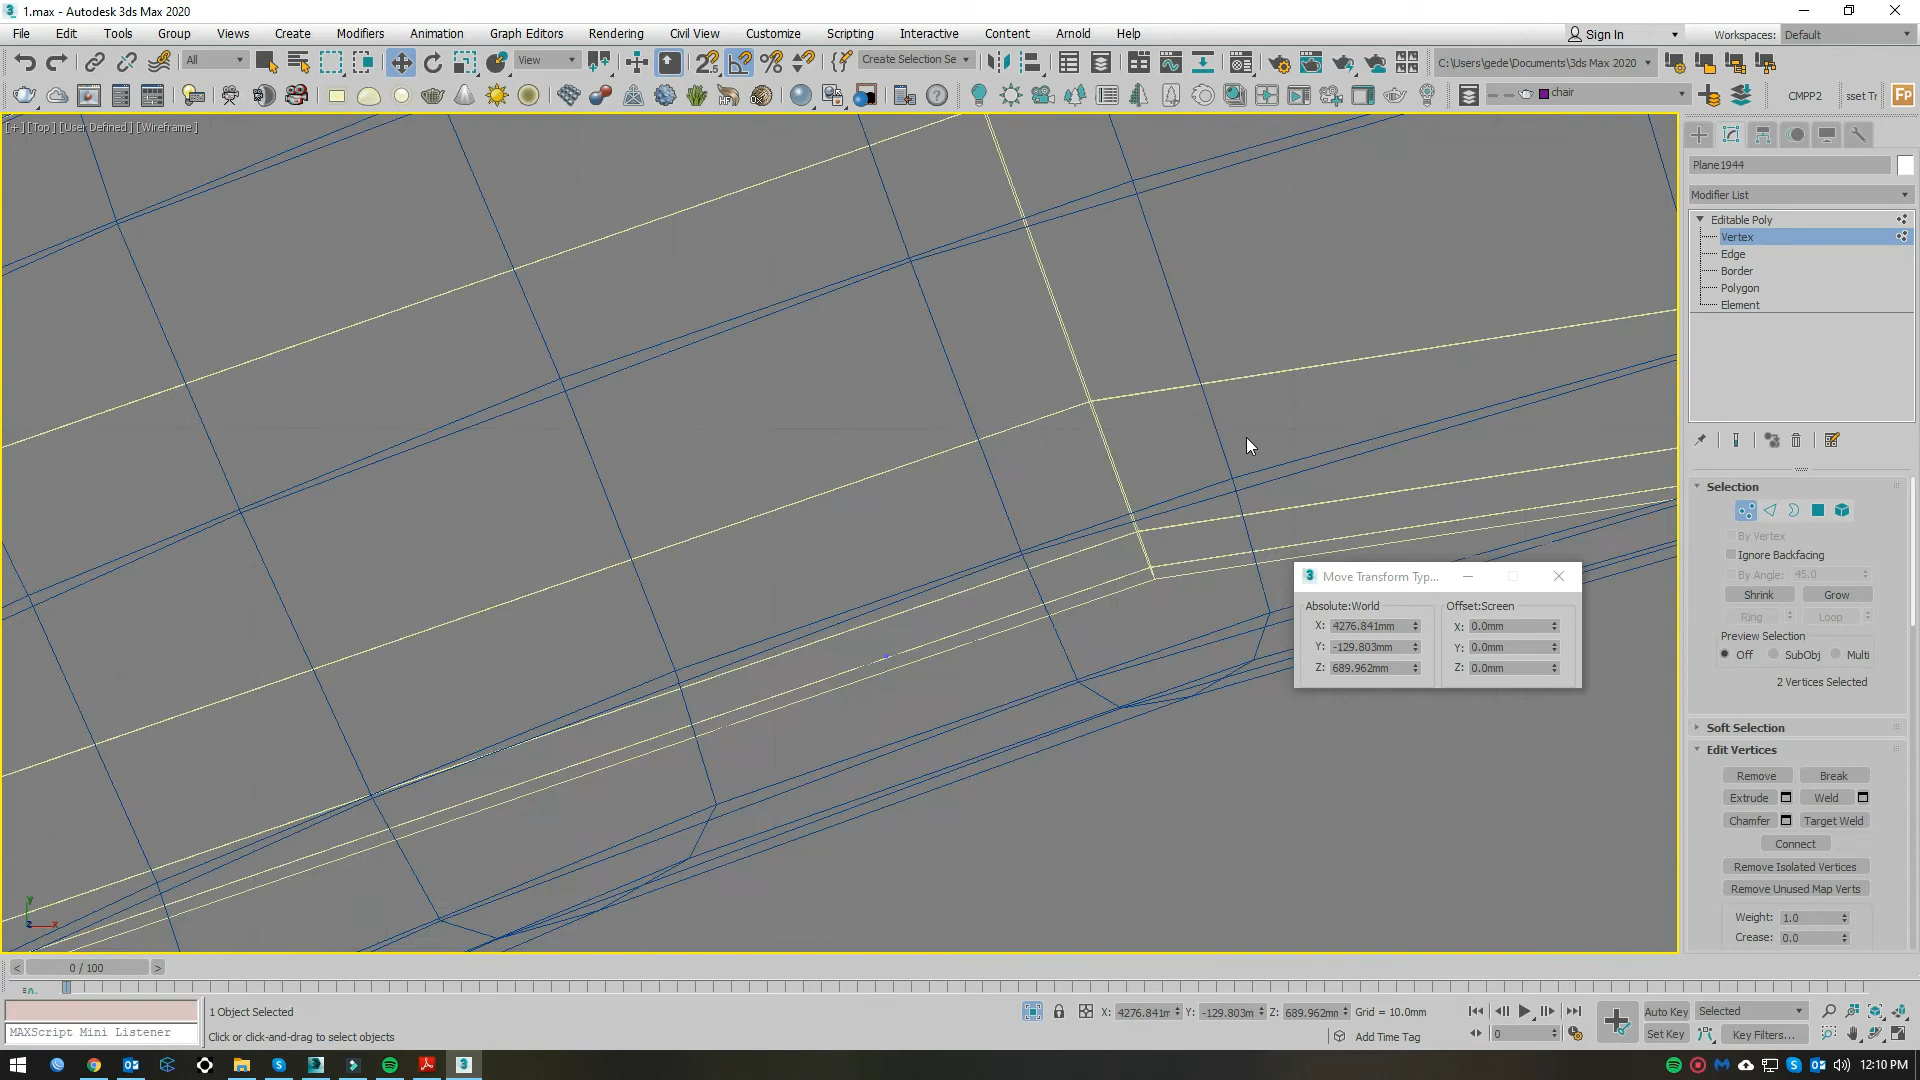 1.max - Autodesk 3ds Max 2020
File Edit Tools Group Views Create Modifiers Animation Graph Editors Rendering Civil View Customize Scripting Interactive Content Arnold Help
Sign In
Workspaces: Default
All
View
Create Selection Se
C:\Users\gede\Documents\3ds Max 2020
chair
CMPP2
sset Tr
Fp
[+] [Top] [User Defined] [Wireframe]
Plane1944
Modifier List
Editable Poly
Vertex
Edge
Border
Polygon
Element
Selection
By Vertex
Ignore Backfacing
By Angle: 45.0
Shrink Grow
Ring Loop
Preview Selection
Off SubObj Multi
2 Vertices Selected
Soft Selection
Edit Vertices
Remove Break
Extrude Weld
Chamfer Target Weld
Connect
Remove Isolated Vertices
Remove Unused Map Verts
Weight: 1.0
Crease: 0.0
Move Transform Typ...
Absolute:World Offset:Screen
X: 4276.841mm X: 0.0mm
Y: -129.803mm Y: 0.0mm
Z: 689.962mm Z: 0.0mm
y
x
< 0 / 100 >
1 Object Selected
X: 4276.841m Y: -129.803m Z: 689.962mm Grid = 10.0mm
Auto Key Selected
MAXScript Mini Listener
Click or click-and-drag to select objects
Add Time Tag
0
Set Key Key Filters...
12:10 PM